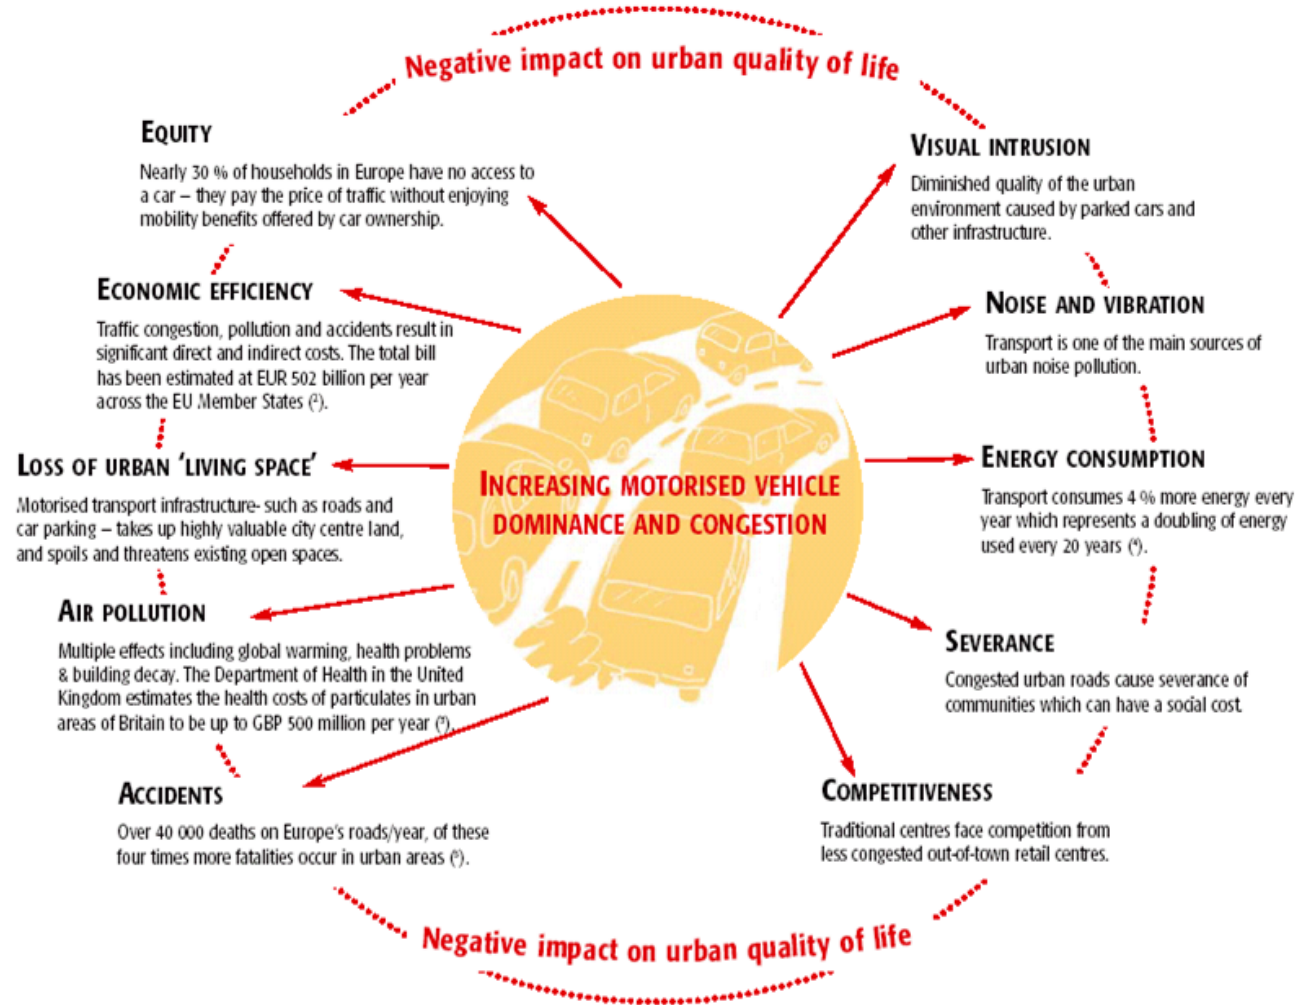 Negative impact on urban quality of life
EQUITY
Nearly 30 % of households in Europe have no access to
a car – they pay the price of traffic without enjoying
mobility benefits offered by car ownership.
ECONOMIC EFFICIENCY
Traffic congestion, pollution and accidents result in
significant direct and indirect costs. The total bill
has been estimated at EUR 502 billion per year
across the EU Member States (²).
LOSS OF URBAN ‘LIVING SPACE’
Motorised transport infrastructure- such as roads and
car parking – takes up highly valuable city centre land,
and spoils and threatens existing open spaces.
AIR POLLUTION
Multiple effects including global warming, health problems
& building decay. The Department of Health in the United
Kingdom estimates the health costs of particulates in urban
areas of Britain to be up to GBP 500 million per year (³).
ACCIDENTS
Over 40 000 deaths on Europe’s roads/year, of these
four times more fatalities occur in urban areas (⁵).
INCREASING MOTORISED VEHICLE
DOMINANCE AND CONGESTION
VISUAL INTRUSION
Diminished quality of the urban
environment caused by parked cars and
other infrastructure.
NOISE AND VIBRATION
Transport is one of the main sources of
urban noise pollution.
ENERGY CONSUMPTION
Transport consumes 4 % more energy every
year which represents a doubling of energy
used every 20 years (⁴).
SEVERANCE
Congested urban roads cause severance of
communities which can have a social cost.
COMPETITIVENESS
Traditional centres face competition from
less congested out-of-town retail centres.
Negative impact on urban quality of life